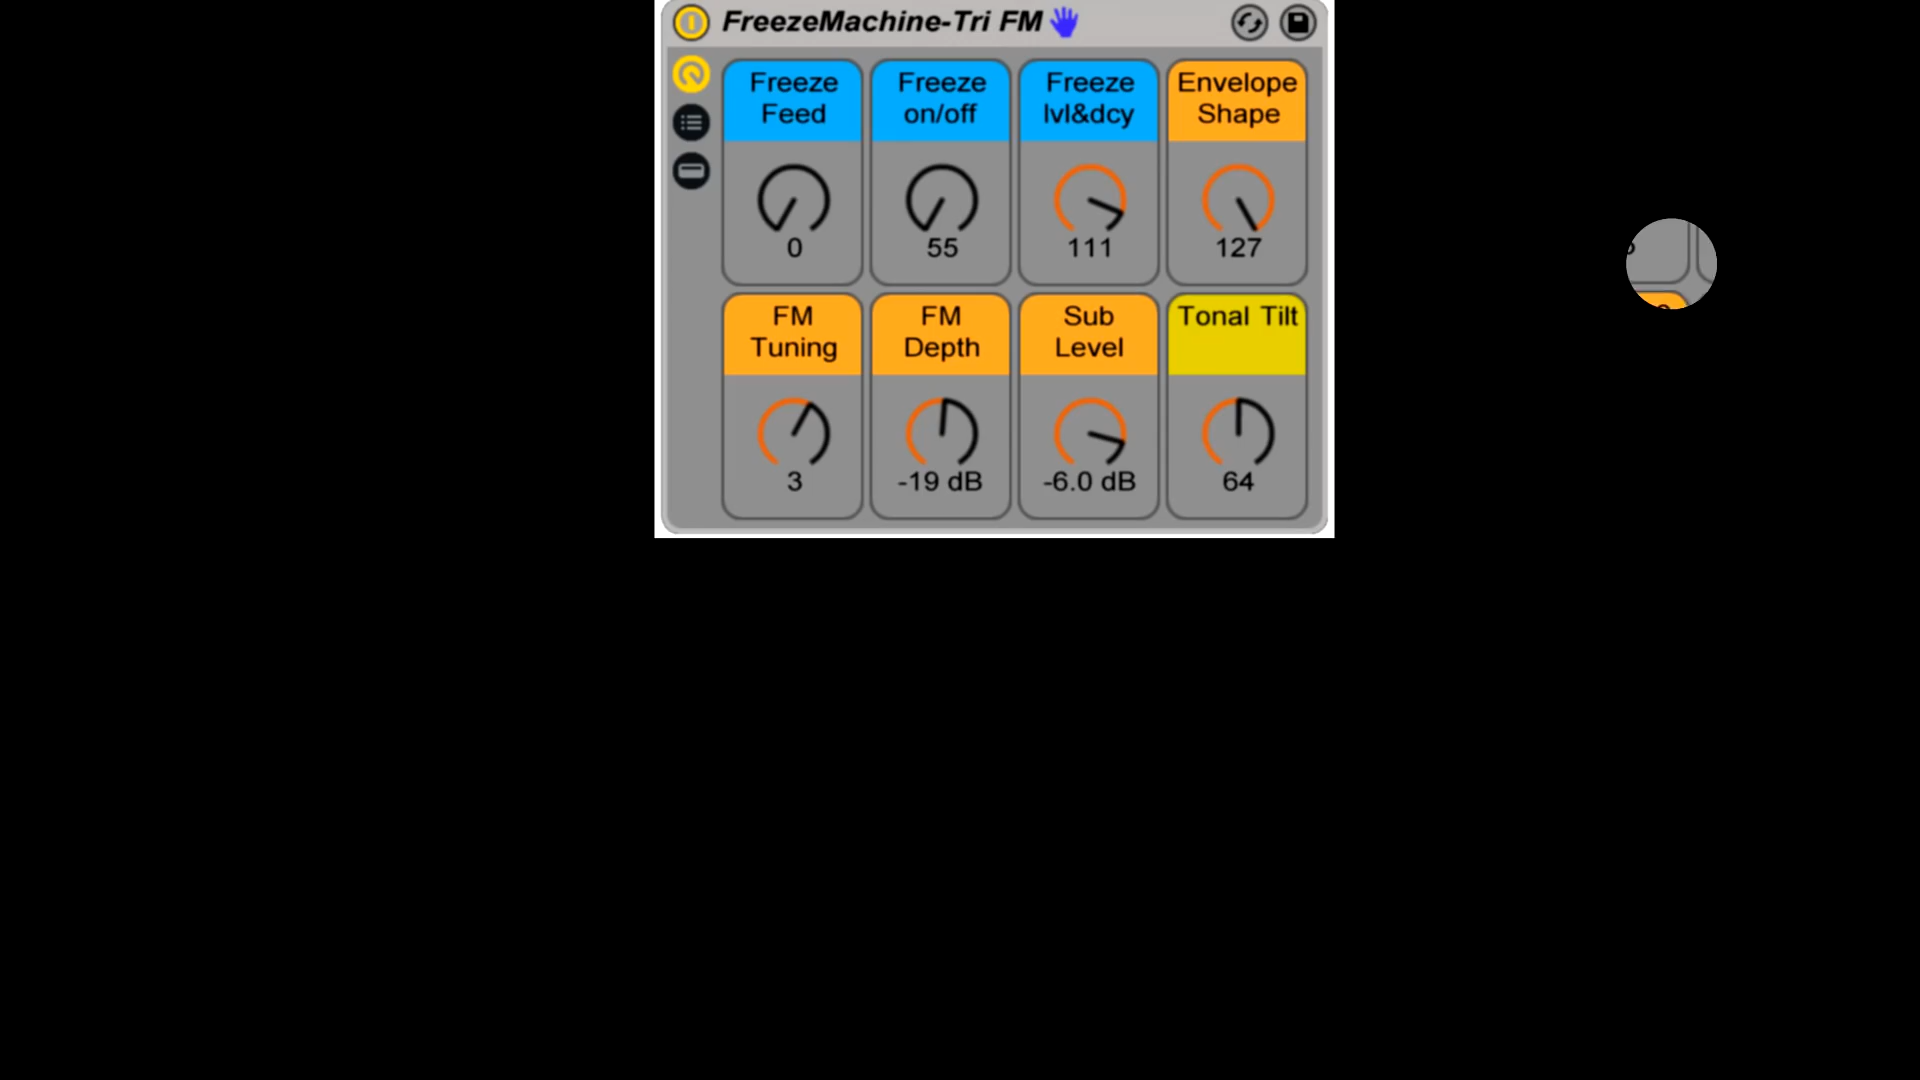 FreezeMachine-Tri FM
Freeze
Feed
Freeze
on/off
Freeze
lvl&dcy
Envelope
Shape
0
55
111
127
FM
Tuning
FM
Depth
Sub
Level
Tonal Tilt
3
-19 dB
-6.0 dB
64